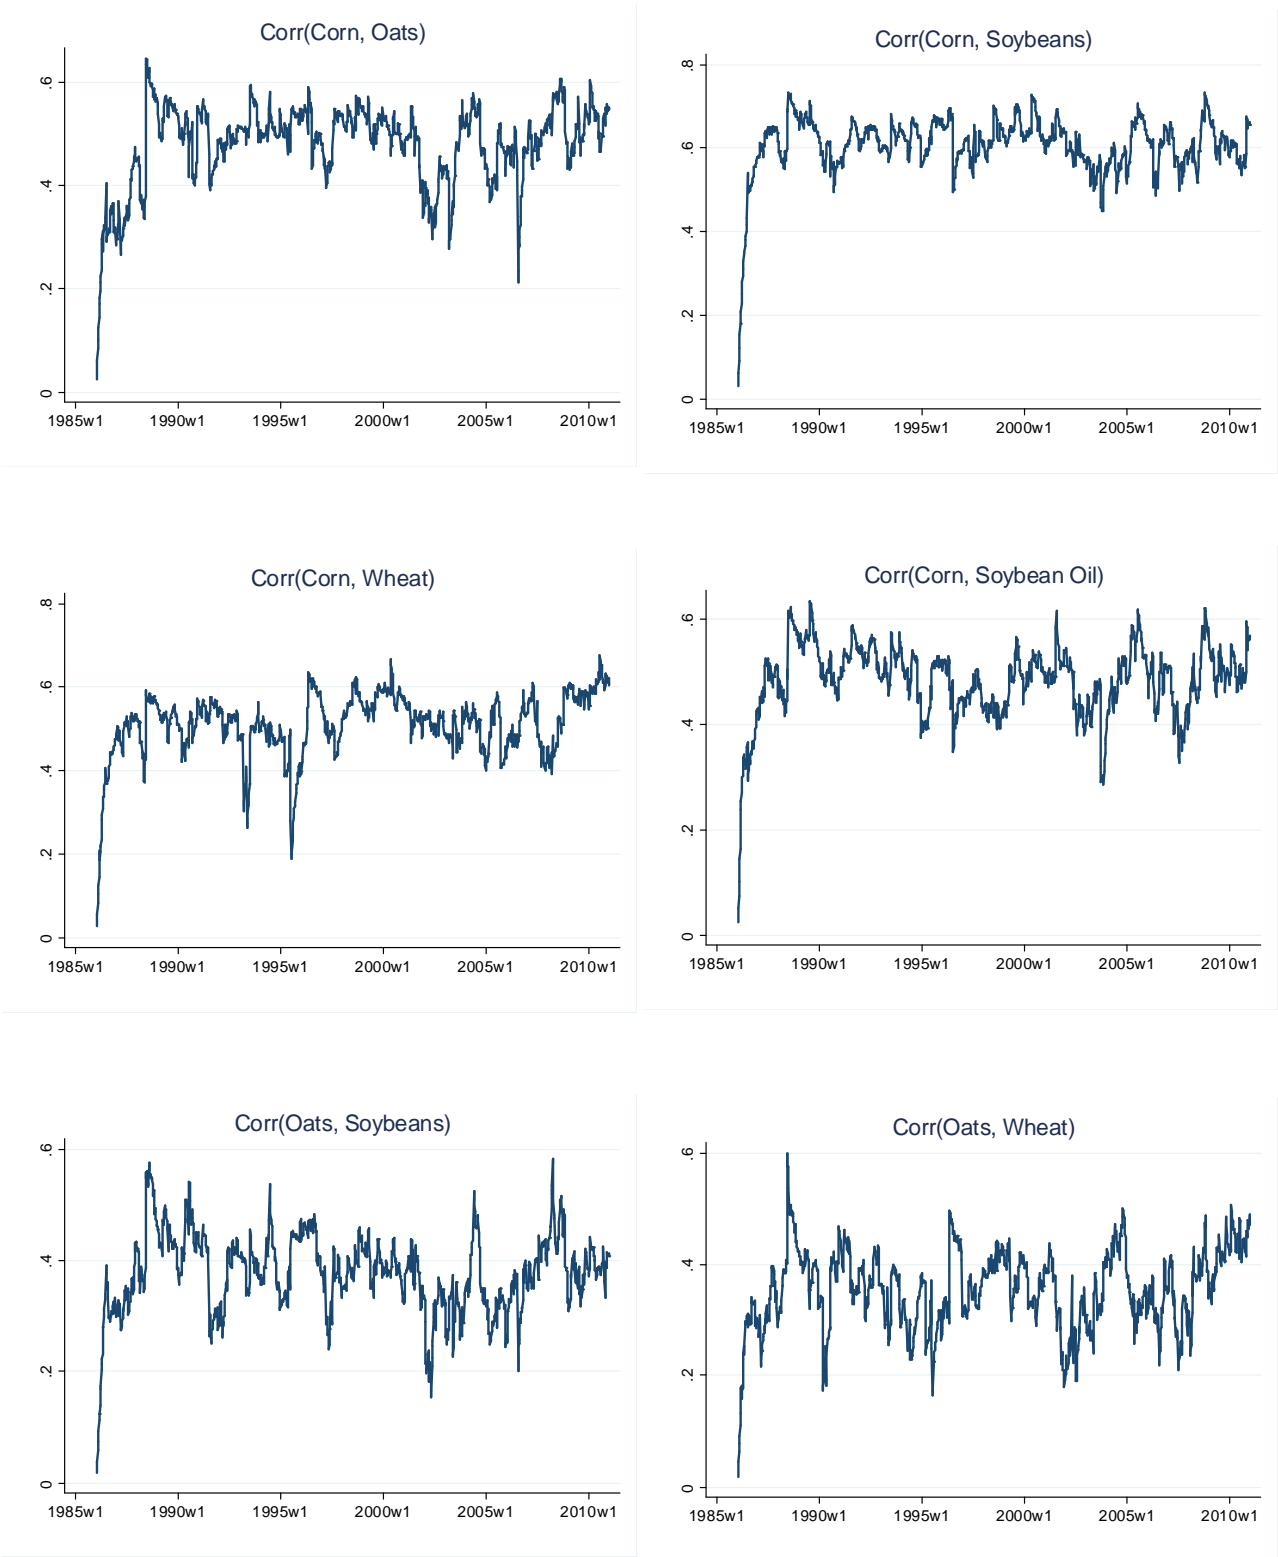 Corr(Corn, Oats)
.6
.4
.2
0
1985w1 1990w1 1995w1 2000w1 2005w1 2010w1
Corr(Corn, Soybeans)
.8
.6
.4
.2
0
1985w1 1990w1 1995w1 2000w1 2005w1 2010w1
Corr(Corn, Wheat)
.8
.6
.4
.2
0
1985w1 1990w1 1995w1 2000w1 2005w1 2010w1
Corr(Corn, Soybean Oil)
.6
.4
.2
0
1985w1 1990w1 1995w1 2000w1 2005w1 2010w1
Corr(Oats, Soybeans)
.6
.4
.2
0
1985w1 1990w1 1995w1 2000w1 2005w1 2010w1
Corr(Oats, Wheat)
.6
.4
.2
0
1985w1 1990w1 1995w1 2000w1 2005w1 2010w1